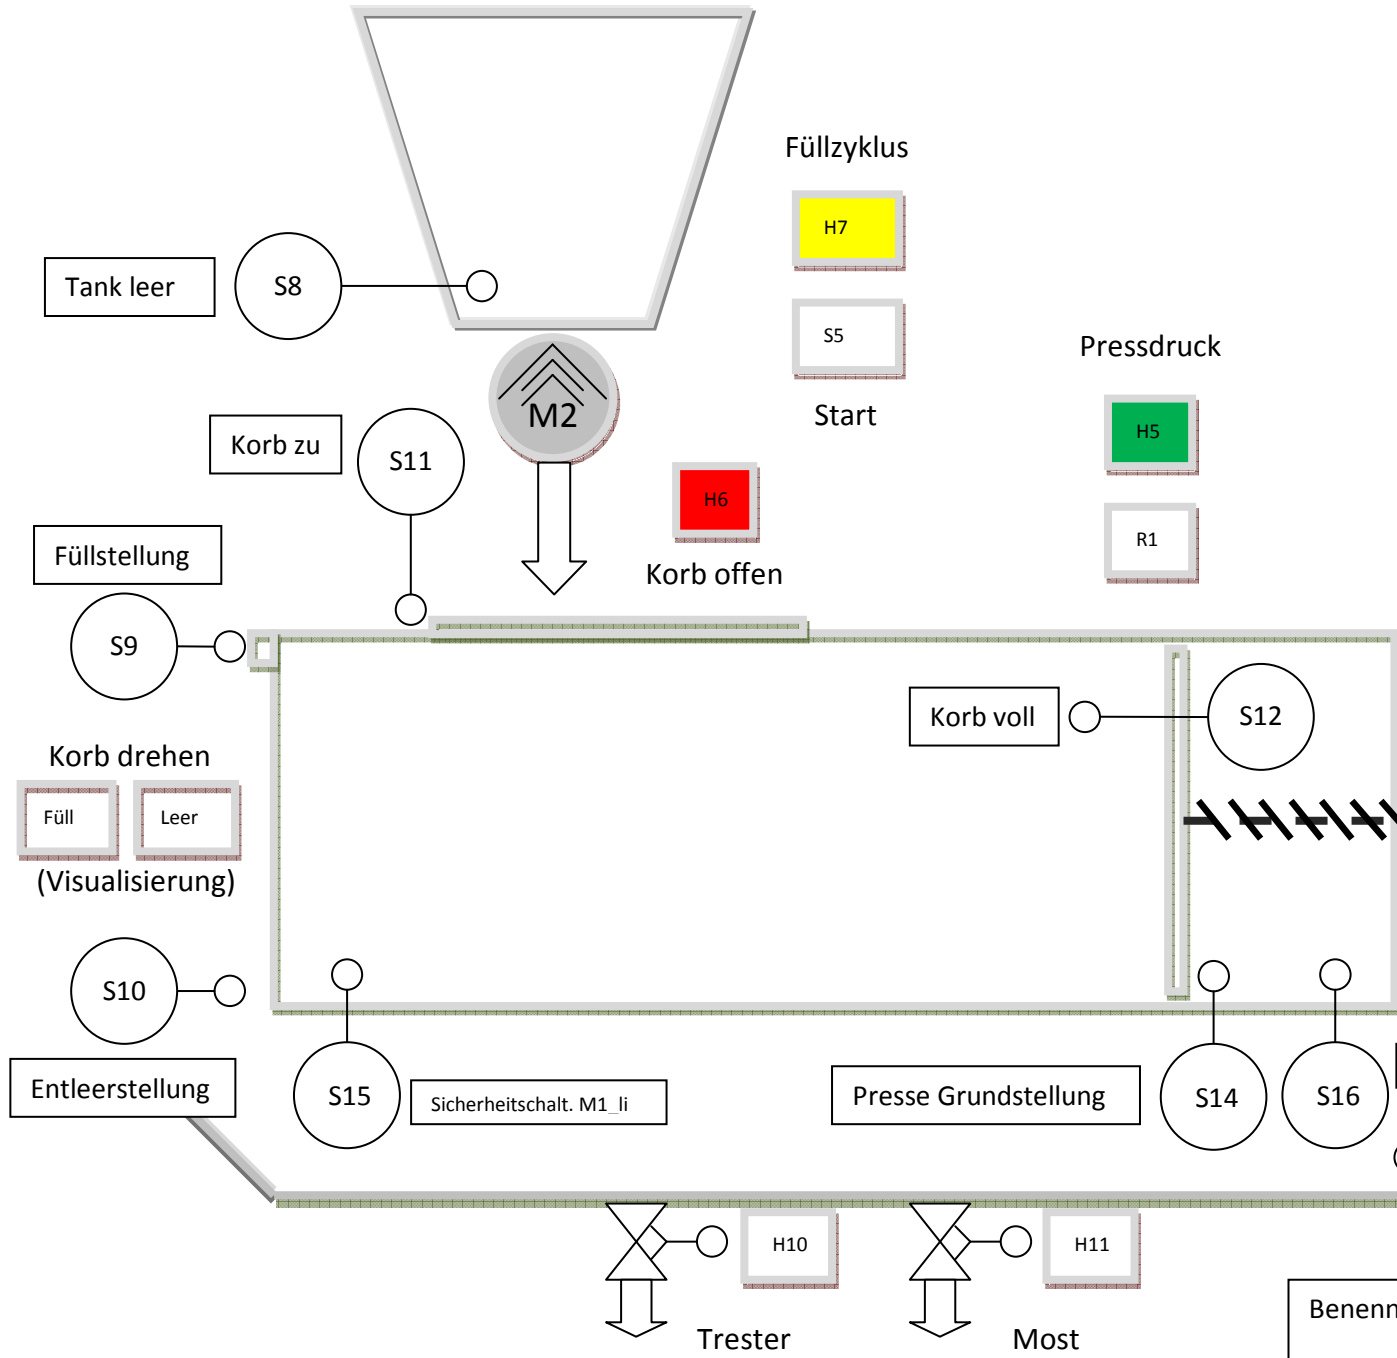 Füllzyklus
H7
Tank leer
S8
S5
Pressdruck
Start
M2
H5
Korb zu
S11
H6
R1
Füllstellung
Korb offen
S9
Korb voll
S12
Korb drehen
Füll
Leer
(Visualisierung)
S10
Entleerstellung
S15
Sicherheitschalt. M1_li
Presse Grundstellung
S14
S16
H10
H11
Benenn
Trester
Most